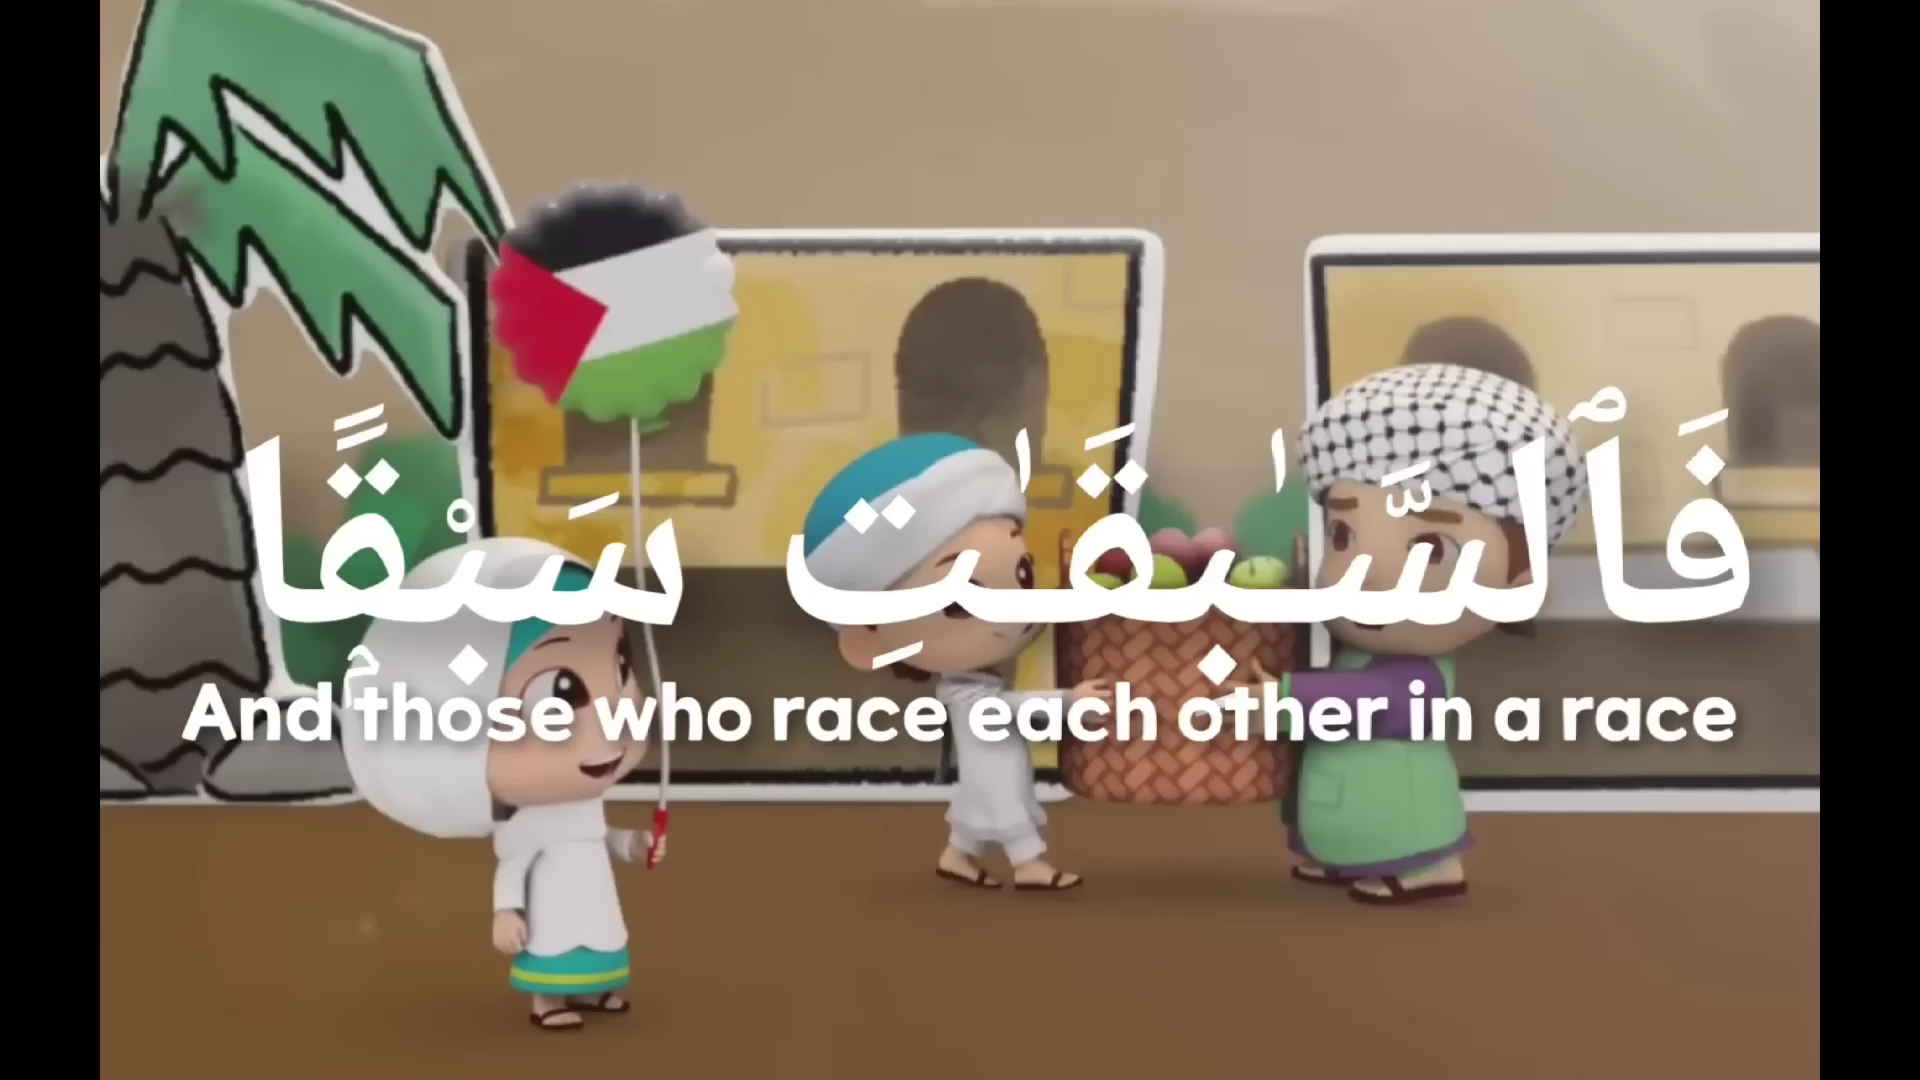 فَٱلسَّـٰبِقَـٰتِ سَبْقًۭا
And those who race each other in a race